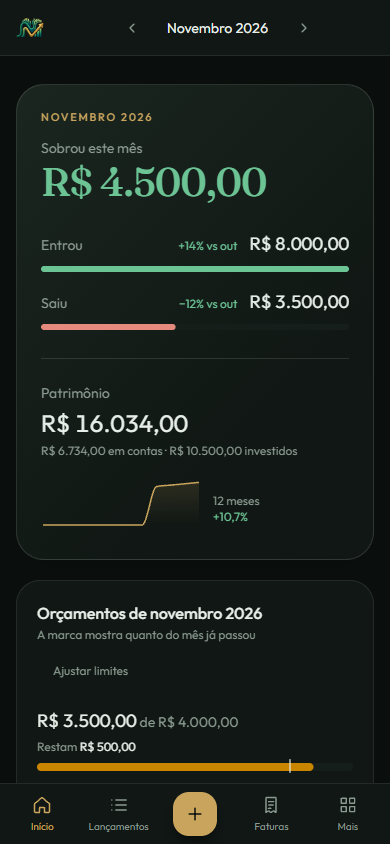 Novembro 2026
NOVEMBRO 2026
Sobrou este mês
R$ 4.500,00
Entrou +14% vs out R$ 8.000,00
Saiu −12% vs out R$ 3.500,00
Patrimônio
R$ 16.034,00
R$ 6.734,00 em contas · R$ 10.500,00 investidos
12 meses
+10,7%
Orçamentos de novembro 2026
A marca mostra quanto do mês já passou
Ajustar limites
R$ 3.500,00 de R$ 4.000,00
Restam R$ 500,00
Início Lançamentos Faturas Mais